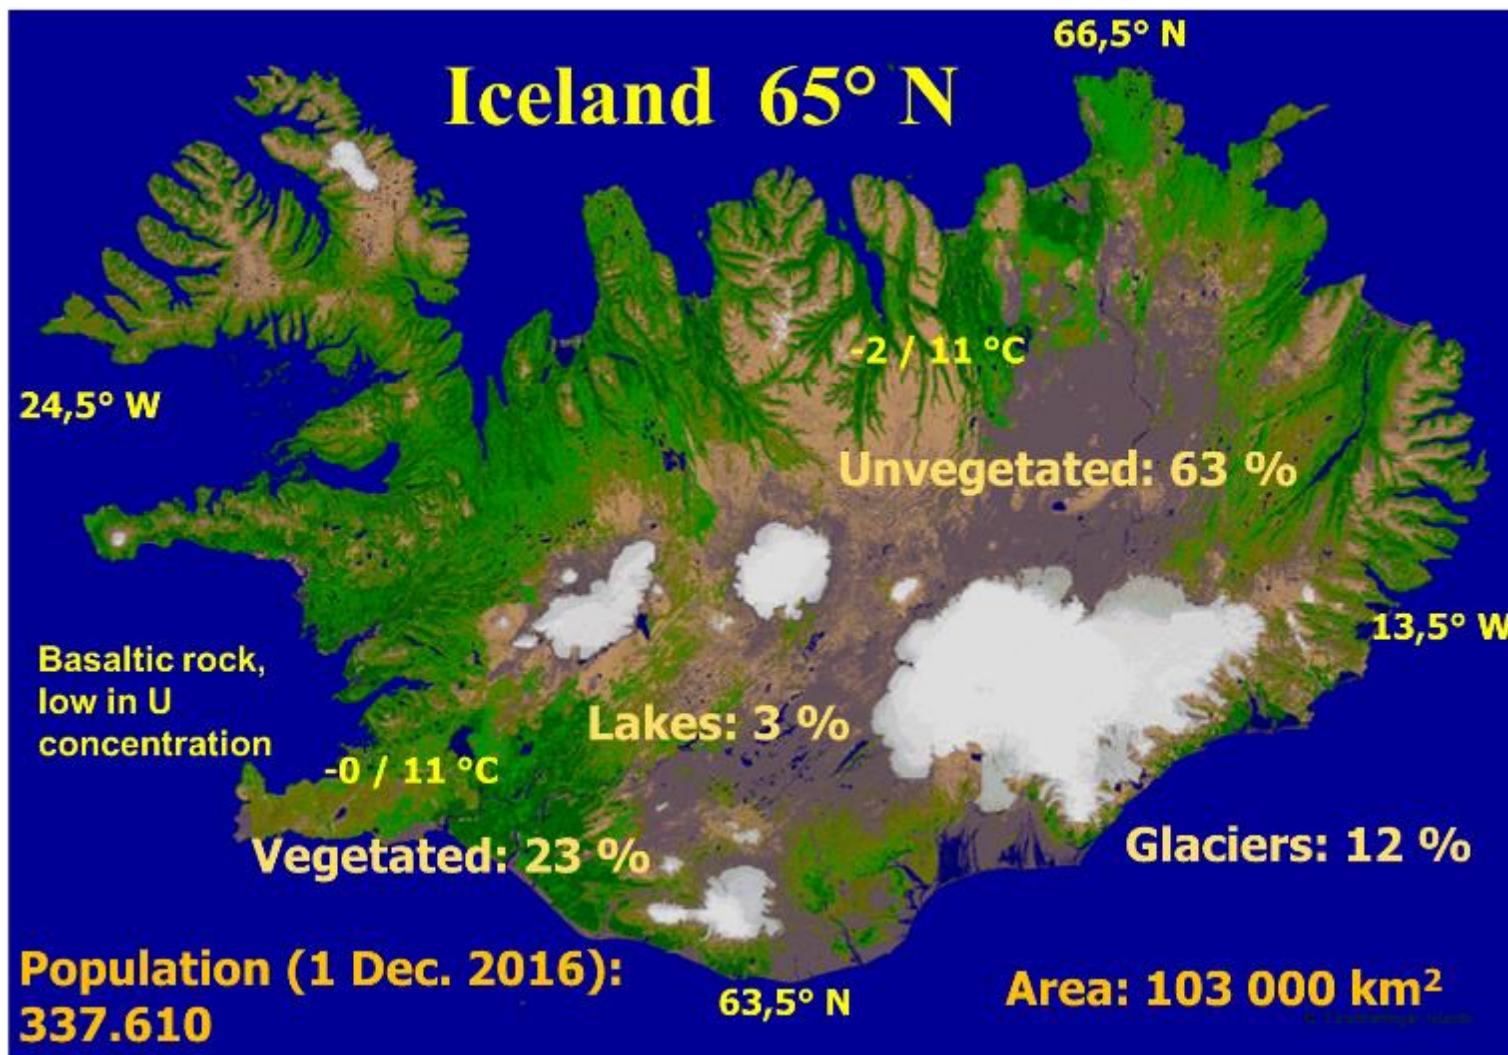 66,5° N
Iceland 65° N
-2 / 11 °C
24,5° W
Unvegetated: 63 %
13,5° W
Basaltic rock,
low in U
concentration
Lakes: 3 %
-0 / 11 °C
Vegetated: 23 %
Glaciers: 12 %
Population (1 Dec. 2016):
337.610
63,5° N
Area: 103 000 km²